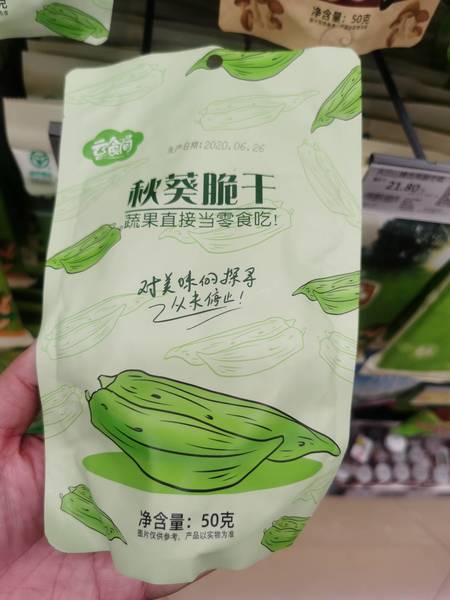 净含量：50克
云食尚
生产日期：2020.06.26
秋葵脆干
蔬果直接当零食吃！
对美味的探寻
从未停止！
净含量：50克
图片仅供参考，产品以实物为准
21.80